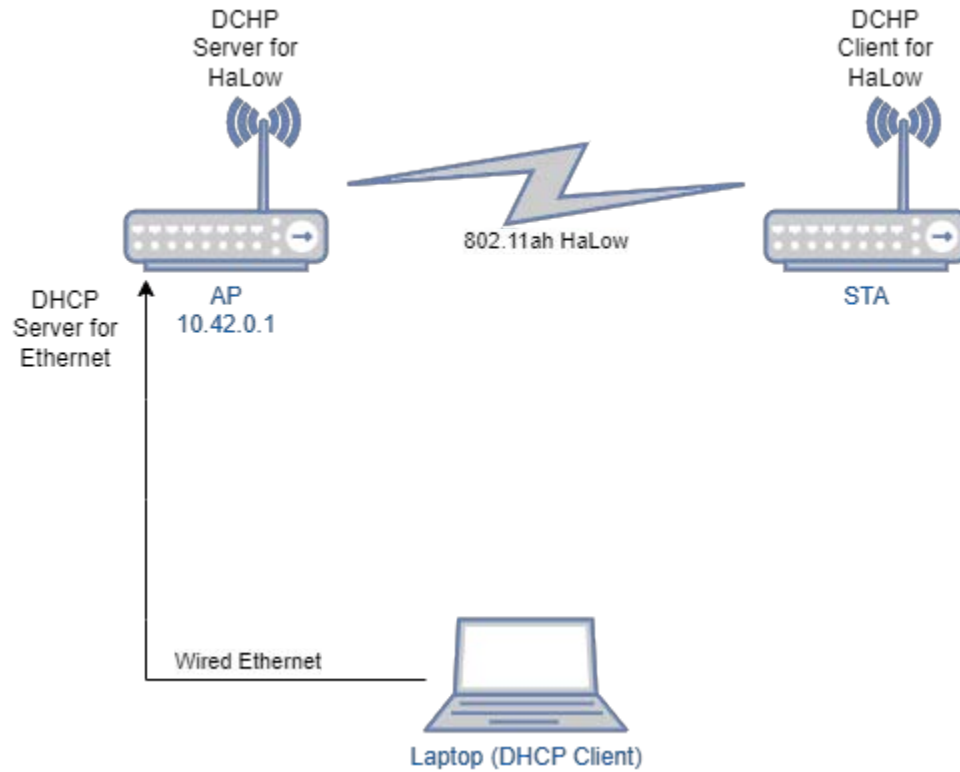 DCHP
Server for
HaLow
DCHP
Client for
HaLow
802.11ah HaLow
AP
10.42.0.1
STA
DHCP
Server for
Ethernet
Wired Ethernet
Laptop (DHCP Client)